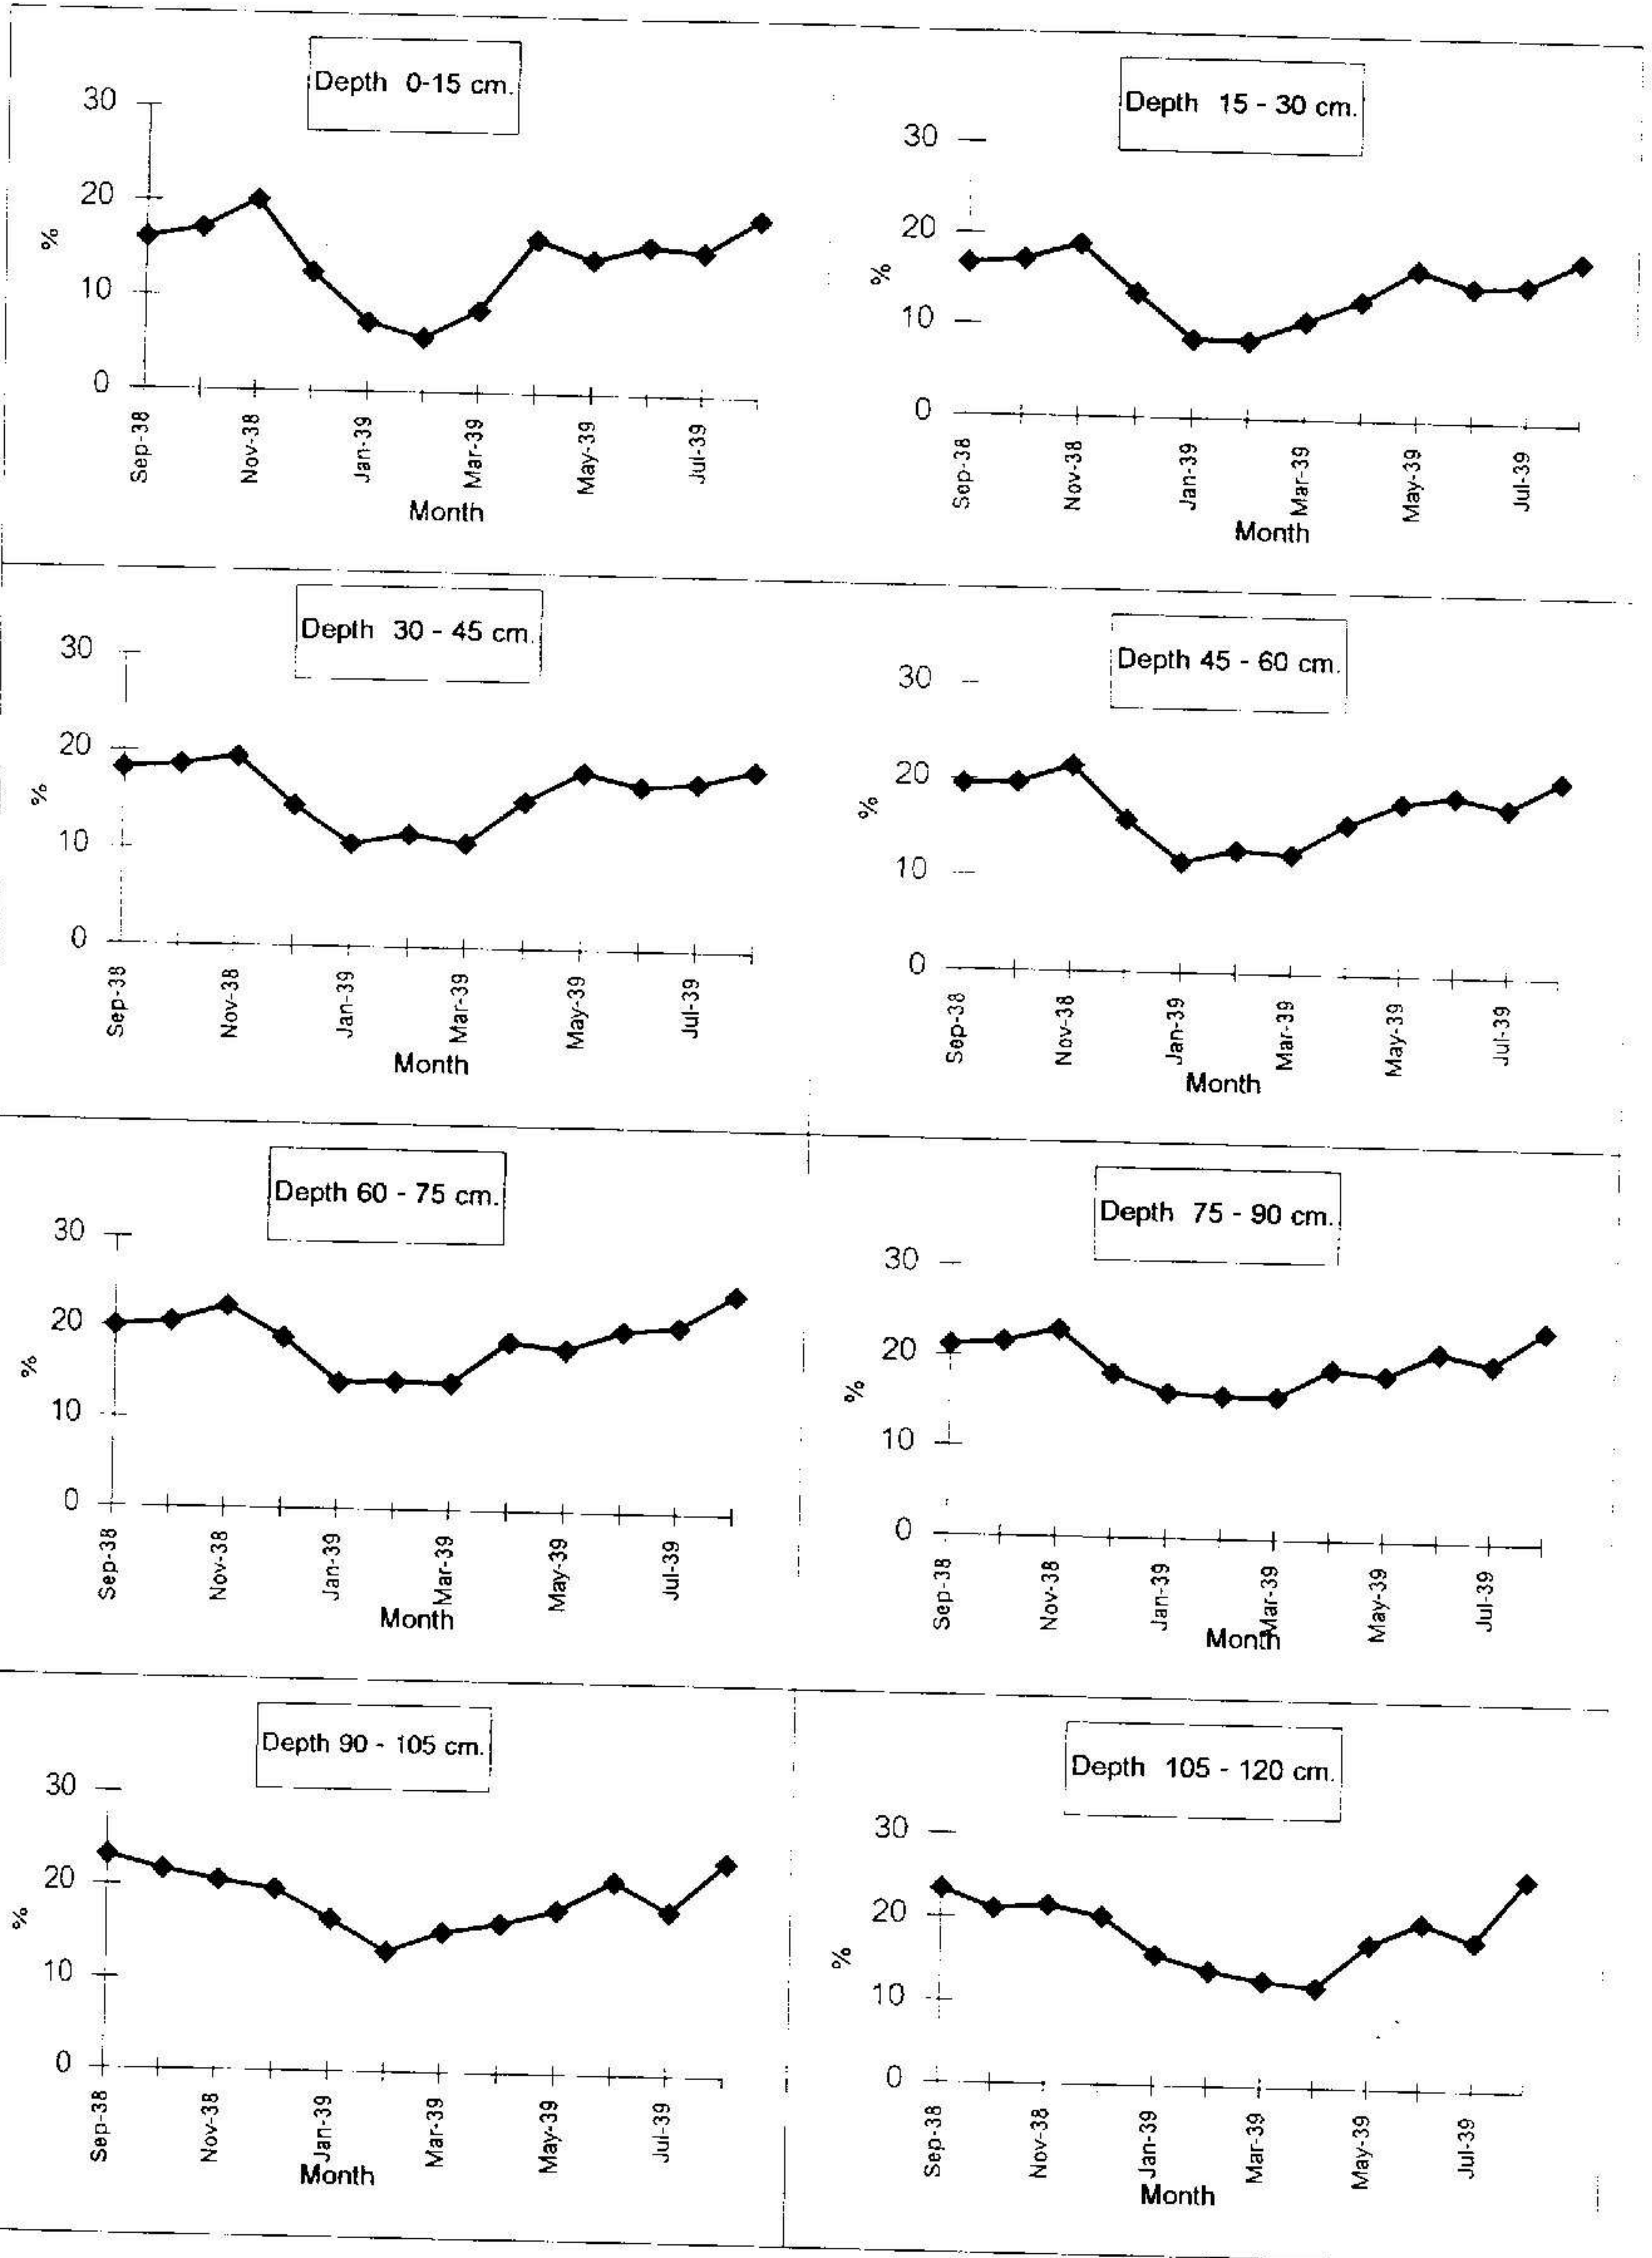 Depth 0-15 cm.
30
20
10
0
%
Sep-38
Nov-38
Jan-39
Mar-39
May-39
Jul-39
Month
Depth 15 - 30 cm.
30
20
10
0
%
Sep-38
Nov-38
Jan-39
Mar-39
May-39
Jul-39
Month
Depth 30 - 45 cm.
30
20
10
0
%
Sep-38
Nov-38
Jan-39
Mar-39
May-39
Jul-39
Month
Depth 45 - 60 cm.
30
20
10
0
%
Sep-38
Nov-38
Jan-39
Mar-39
May-39
Jul-39
Month
Depth 60 - 75 cm.
30
20
10
0
%
Sep-38
Nov-38
Jan-39
Mar-39
May-39
Jul-39
Month
Depth 75 - 90 cm.
30
20
10
0
%
Sep-38
Nov-38
Jan-39
Mar-39
May-39
Jul-39
Month
Depth 90 - 105 cm.
30
20
10
0
%
Sep-38
Nov-38
Jan-39
Mar-39
May-39
Jul-39
Month
Depth 105 - 120 cm.
30
20
10
0
%
Sep-38
Nov-38
Jan-39
Mar-39
May-39
Jul-39
Month